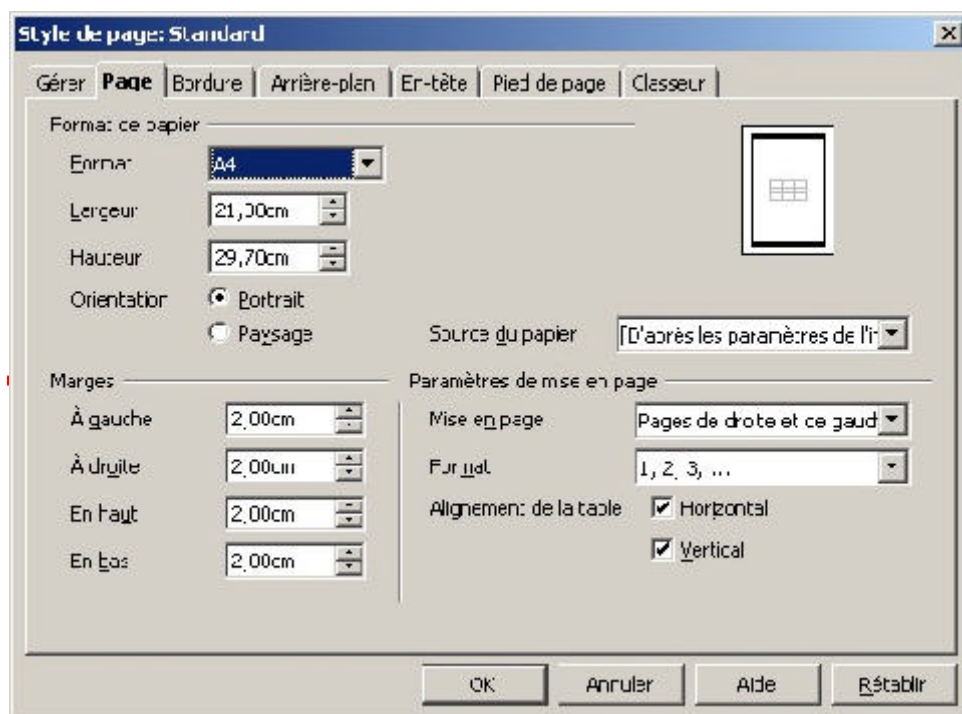 Style de page: Standard
Gérer Page Bordure Arrière-plan En-tête Pied de page Classeur
Format de papier
Format A4
Largeur 21,00cm
Hauteur 29,70cm
Orientation Portrait
Paysage Source du papier [D'après les paramètres de l'i
Marges Paramètres de mise en page
À gauche 2,00cm Mise en page Pages de droite et de gauch
À droite 2,00cm Format 1, 2, 3, ...
En haut 2,00cm Alignement de la table Horizontal
Vertical
En bas 2,00cm
OK Annuler Aide Rétablir